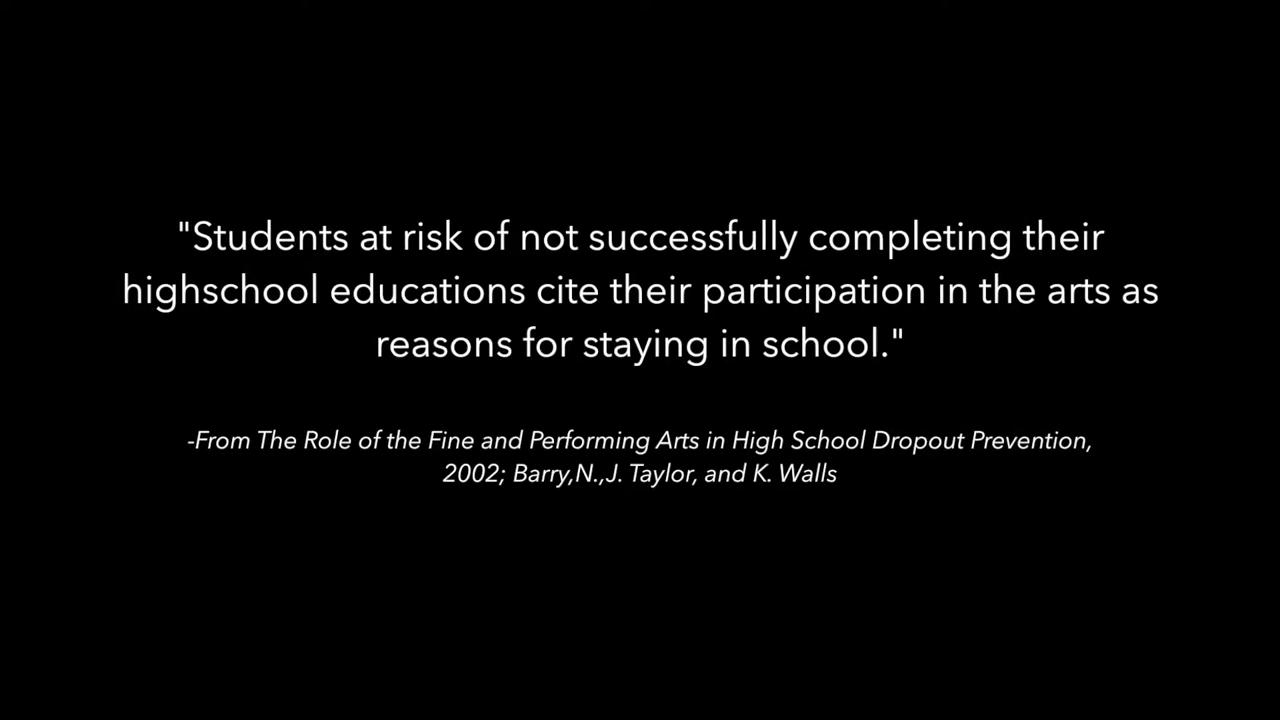 "Students at risk of not successfully completing their
highschool educations cite their participation in the arts as
reasons for staying in school."
-From The Role of the Fine and Performing Arts in High School Dropout Prevention,
2002; Barry,N.,J. Taylor, and K. Walls